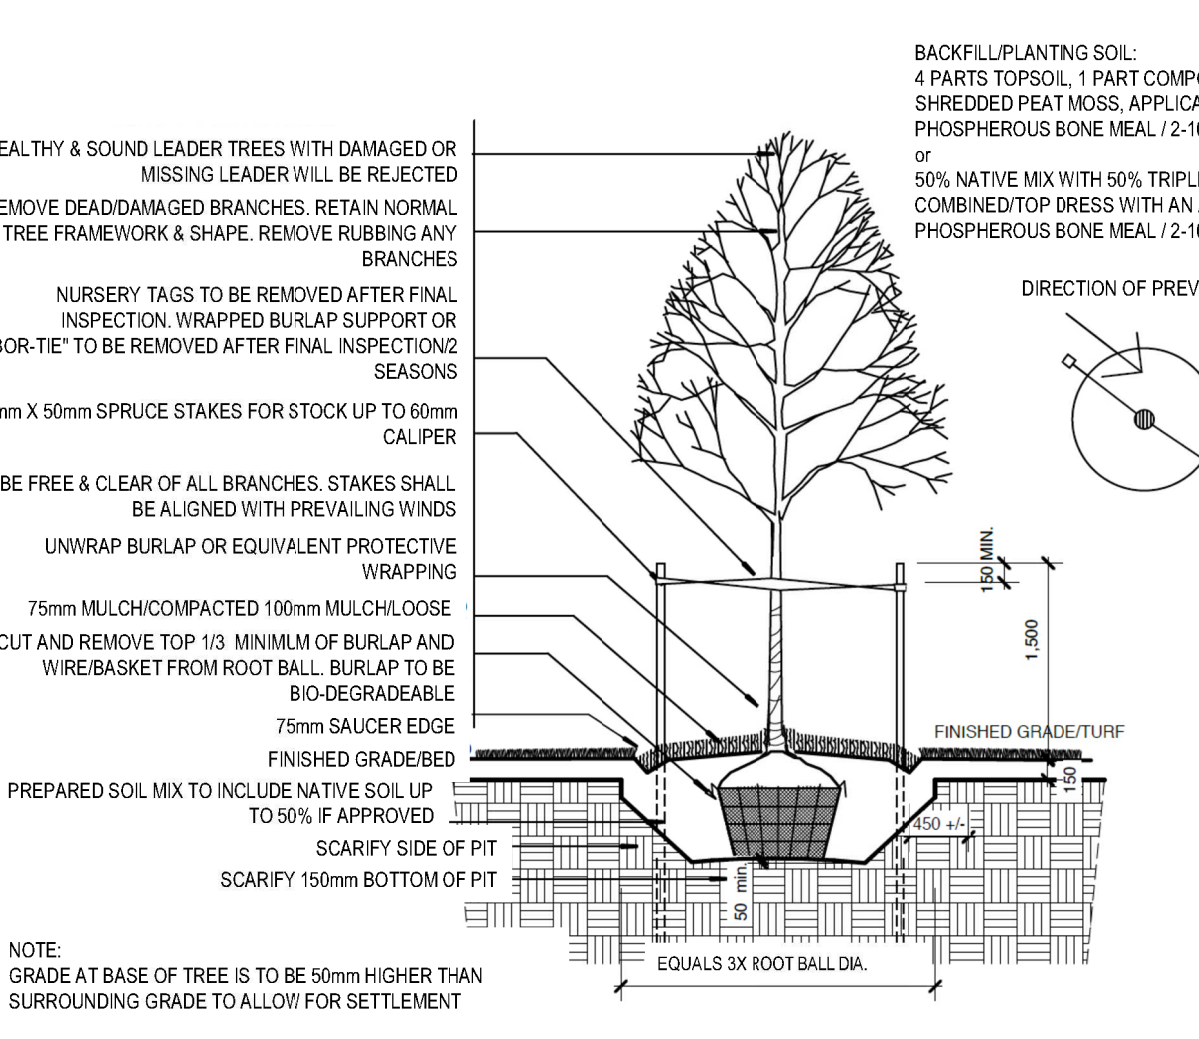 BACKFILL/PLANTING SOIL:
4 PARTS TOPSOIL, 1 PART COMP
SHREDDED PEAT MOSS, APPLICA
PHOSPHEROUS BONE MEAL / 2-1
or
50% NATIVE MIX WITH 50% TRIPL
COMBINED/TOP DRESS WITH AN
PHOSPHEROUS BONE MEAL / 2-1
DIRECTION OF PREV
EALTHY & SOUND LEADER TREES WITH DAMAGED OR
MISSING LEADER WILL BE REJECTED
EMOVE DEAD/DAMAGED BRANCHES. RETAIN NORMAL
TREE FRAMEWORK & SHAPE. REMOVE RUBBING ANY
BRANCHES
NURSERY TAGS TO BE REMOVED AFTER FINAL
INSPECTION. WRAPPED BURLAP SUPPORT OR
BOR-TIE" TO BE REMOVED AFTER FINAL INSPECTION/2
SEASONS
mm X 50mm SPRUCE STAKES FOR STOCK UP TO 60mm
CALIPER
BE FREE & CLEAR OF ALL BRANCHES. STAKES SHALL
BE ALIGNED WITH PREVAILING WINDS
UNWRAP BURLAP OR EQUIVALENT PROTECTIVE
WRAPPING
75mm MULCH/COMPACTED 100mm MULCH/LOOSE
CUT AND REMOVE TOP 1/3 MINIMUM OF BURLAP AND
WIRE/BASKET FROM ROOT BALL. BURLAP TO BE
BIO-DEGRADEABLE
75mm SAUCER EDGE
FINISHED GRADE/BED
PREPARED SOIL MIX TO INCLUDE NATIVE SOIL UP
TO 50% IF APPROVED
SCARIFY SIDE OF PIT
SCARIFY 150mm BOTTOM OF PIT
150 MIN.
1,500
FINISHED GRADE/TURF
150
450 +/-
50 min.
EQUALS 3X ROOT BALL DIA.
NOTE:
GRADE AT BASE OF TREE IS TO BE 50mm HIGHER THAN
SURROUNDING GRADE TO ALLOW FOR SETTLEMENT